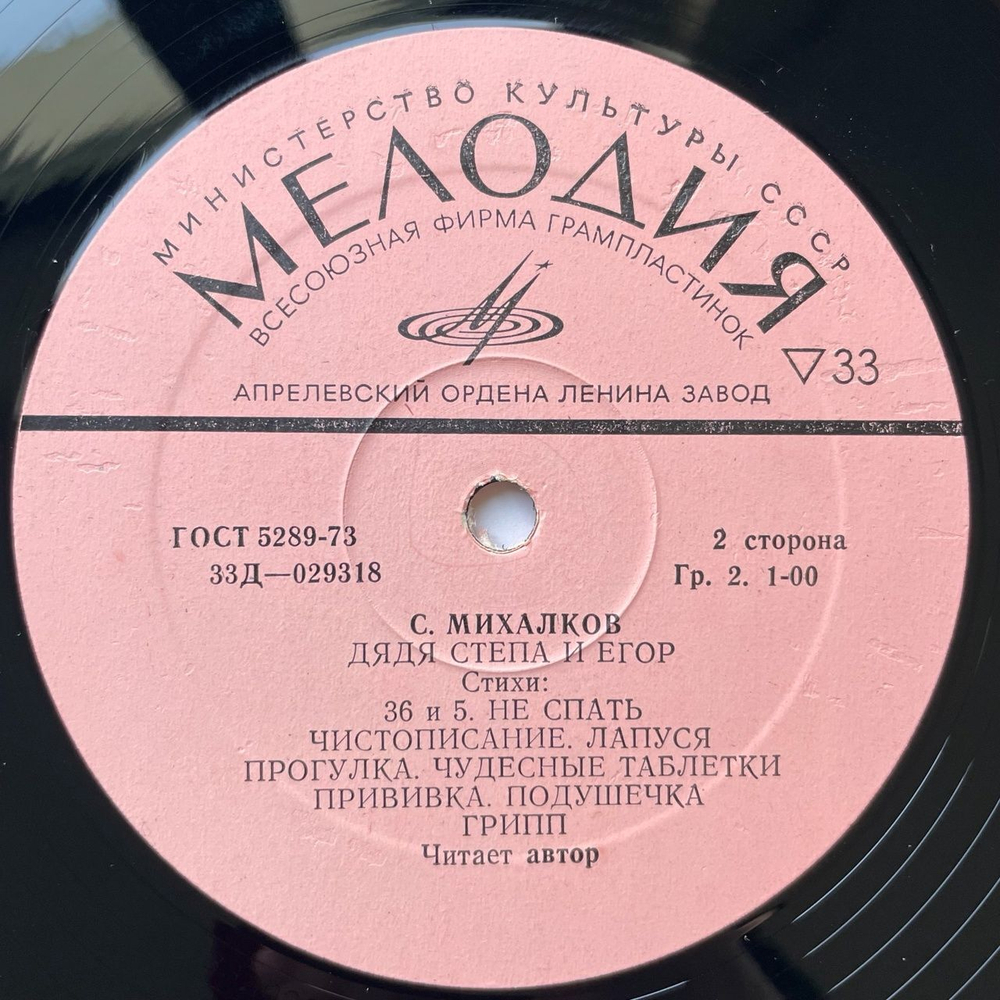 МИНИСТЕРСТВО КУЛЬТУРЫ СССР
МЕЛОДИЯ
ВСЕСОЮЗНАЯ ФИРМА ГРАМПЛАСТИНОК
▽33
АПРЕЛЕВСКИЙ ОРДЕНА ЛЕНИНА ЗАВОД
ГОСТ 5289-73
2 сторона
33Д—029318
Гр. 2. 1-00
С. МИХАЛКОВ
ДЯДЯ СТЕПА И ЕГОР
Стихи:
36 и 5. НЕ СПАТЬ
ЧИСТОПИСАНИЕ. ЛАПУСЯ
ПРОГУЛКА. ЧУДЕСНЫЕ ТАБЛЕТКИ
ПРИВИВКА. ПОДУШЕЧКА
ГРИПП
Читает автор